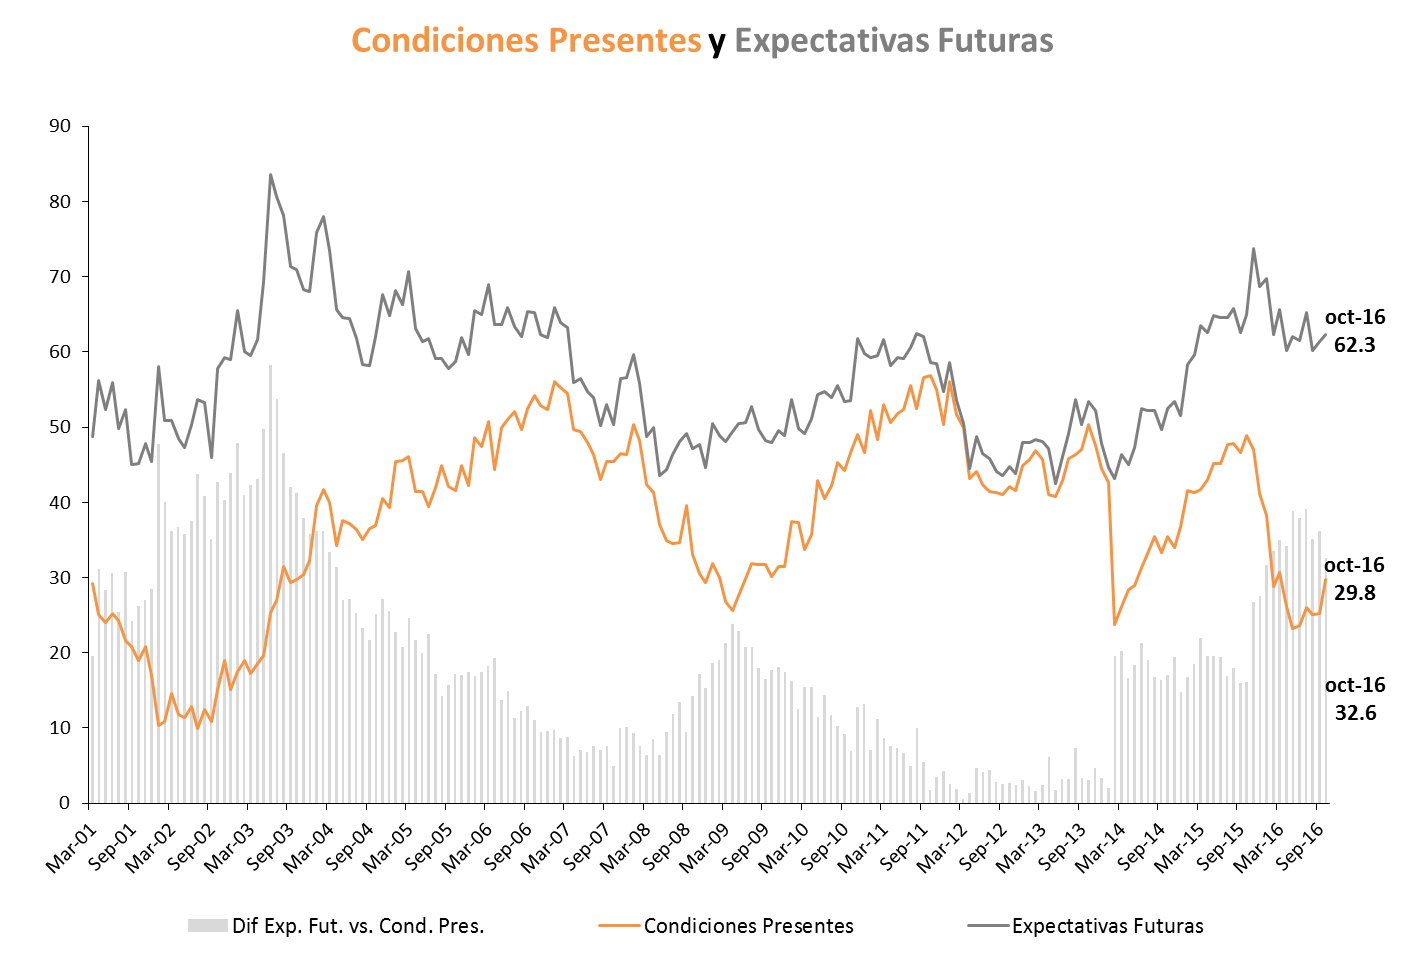 Condiciones Presentes y Expectativas Futuras
90
80
70
60
50
40
30
20
10
0
oct-16
62.3
oct-16
29.8
oct-16
32.6
Mar-01
Sep-01
Mar-02
Sep-02
Mar-03
Sep-03
Mar-04
Sep-04
Mar-05
Sep-05
Mar-06
Sep-06
Mar-07
Sep-07
Mar-08
Sep-08
Mar-09
Sep-09
Mar-10
Sep-10
Mar-11
Sep-11
Mar-12
Sep-12
Mar-13
Sep-13
Mar-14
Sep-14
Mar-15
Sep-15
Mar-16
Sep-16
Dif Exp. Fut. vs. Cond. Pres.
Condiciones Presentes
Expectativas Futuras